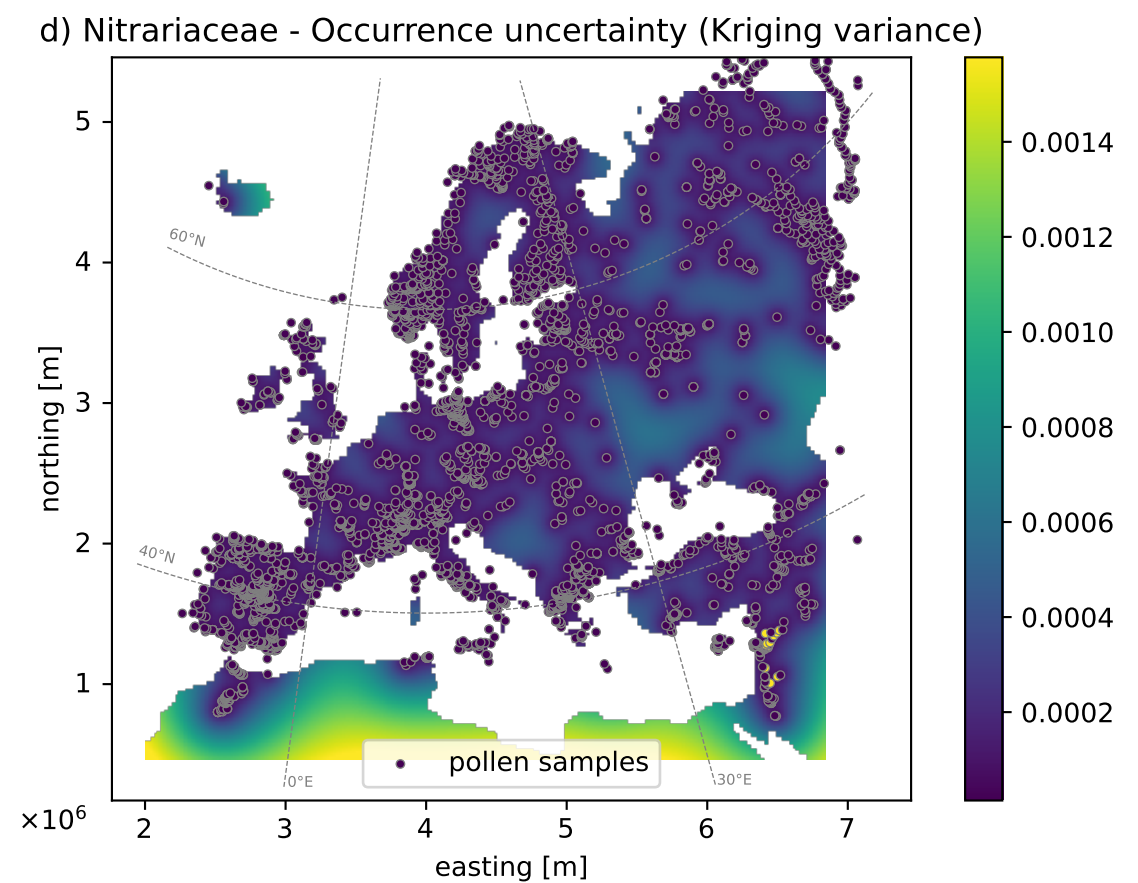 d) Nitrariaceae - Occurrence uncertainty (Kriging variance)
5
4
3
2
1
northing [m]
60°N
40°N
0°E
30°E
pollen samples
×10⁶
2 3 4 5 6 7
easting [m]
0.0014
0.0012
0.0010
0.0008
0.0006
0.0004
0.0002